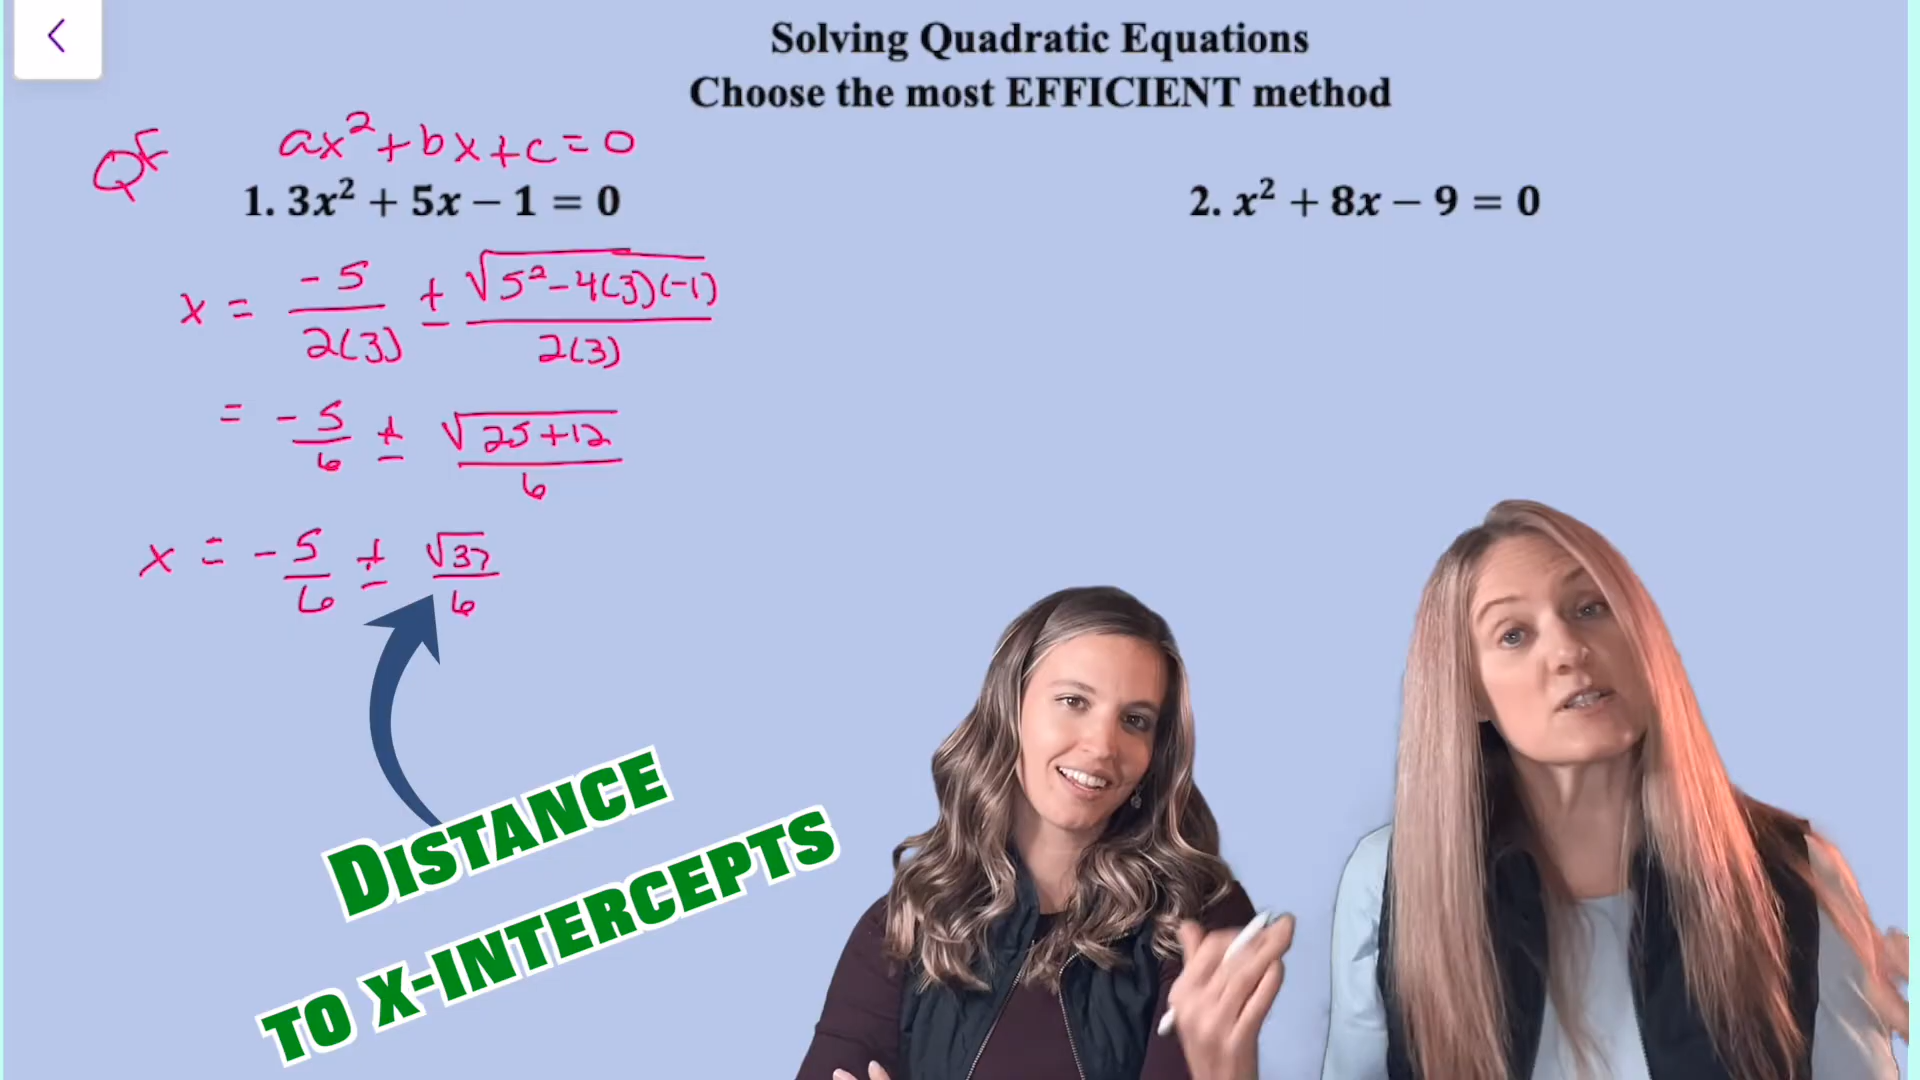 Solving Quadratic Equations
Choose the most EFFICIENT method
QF
ax² + bx + c = 0
1. 3x² + 5x − 1 = 0
x = -5/2(3) ± √(5²-4(3)(-1))/2(3)
= -5/6 ± √(25+12)/6
x = -5/6 ± √37/6
DISTANCE
TO X-INTERCEPTS
2. x² + 8x − 9 = 0